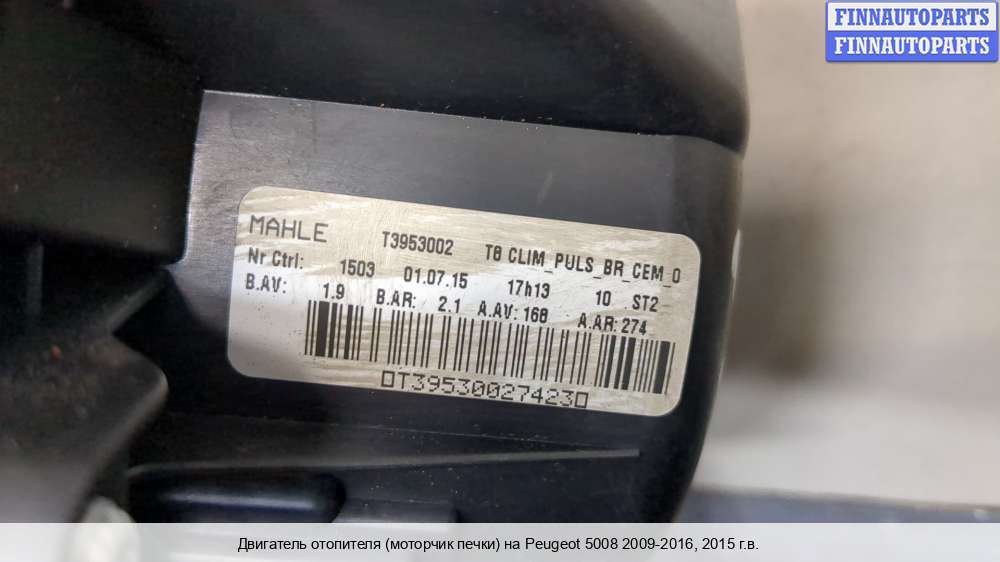 FINNAUTOPARTS
FINNAUTOPARTS
MAHLE T3953002 T8 CLIM_PULS_BR_CEM_0
Nr Ctrl: 1503 01.07.15 17h13 10 ST2
B.AV: 1.9 B.AR: 2.1 A.AV: 168 A.AR: 274
T39530027423
Двигатель отопителя (моторчик печки) на Peugeot 5008 2009-2016, 2015 г.в.